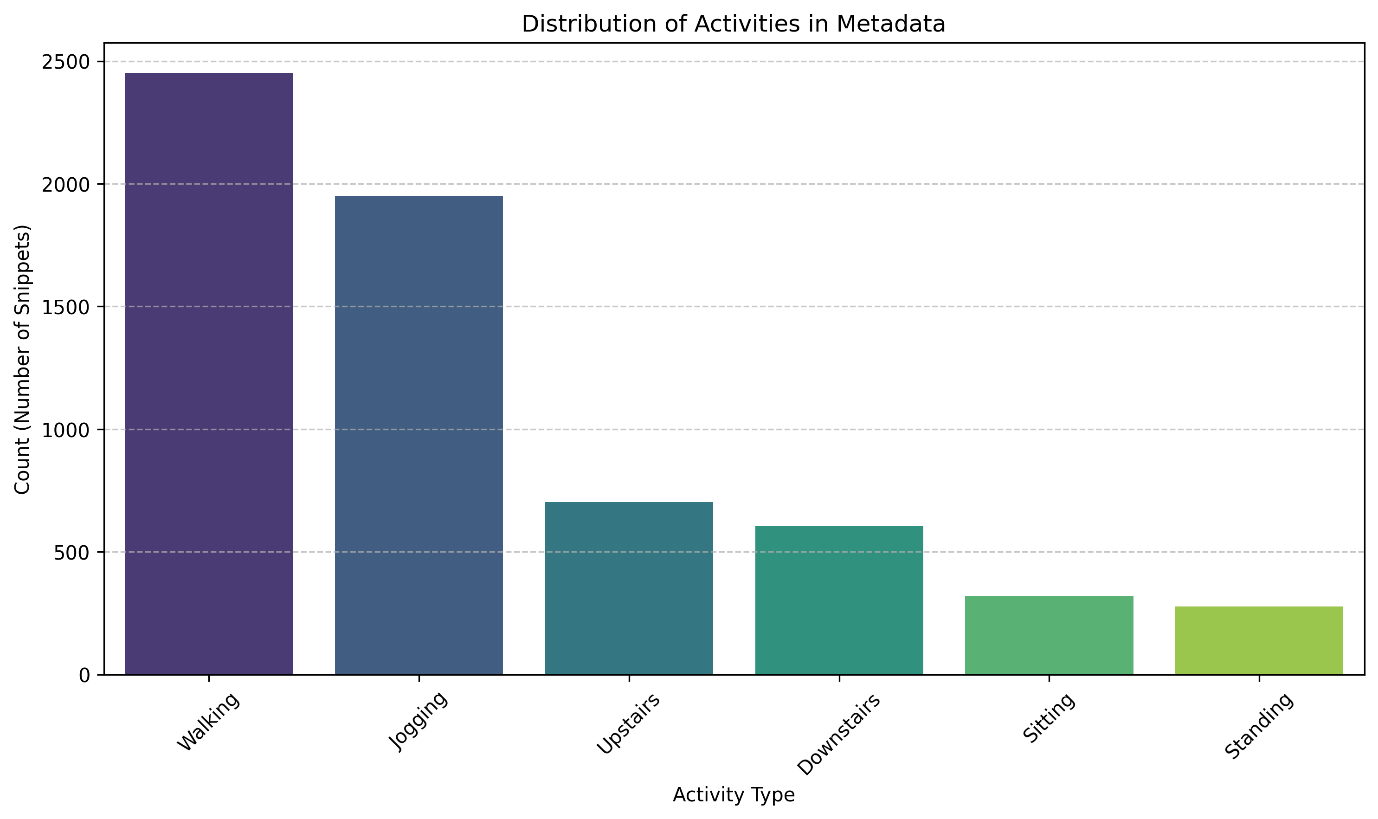 Distribution of Activities in Metadata
Count (Number of Snippets)
2500
2000
1500
1000
500
0
Walking
Jogging
Upstairs
Downstairs
Sitting
Standing
Activity Type